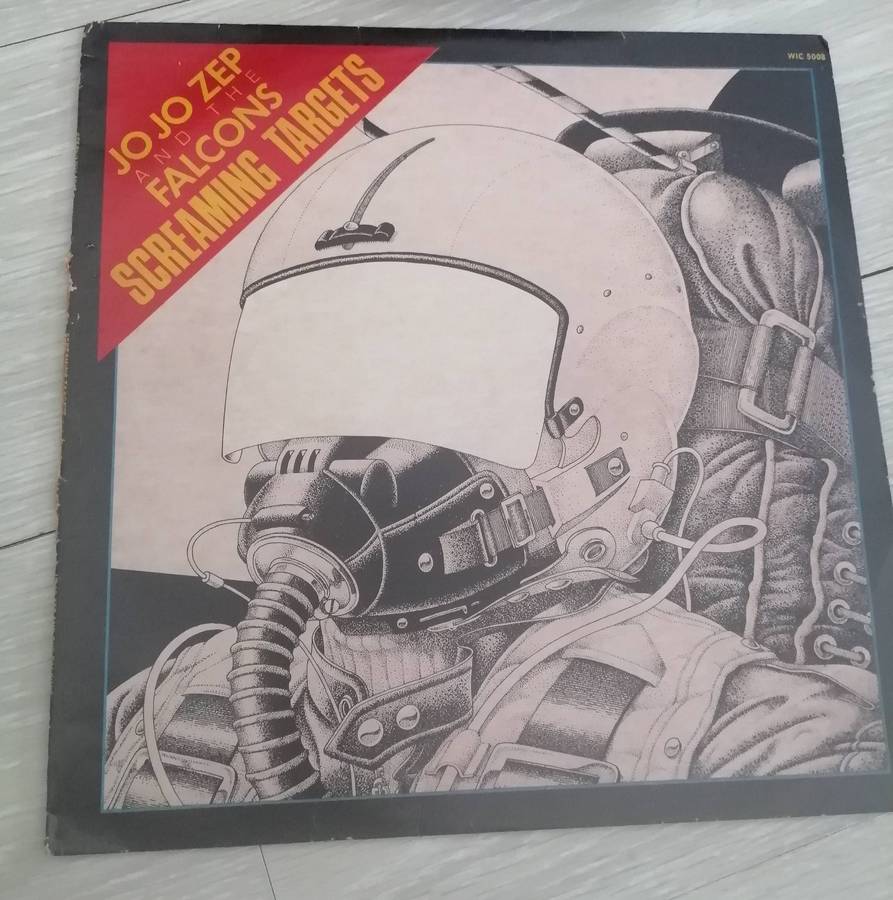 JO JO ZEP
AND THE
FALCONS
SCREAMING TARGETS
WIC 5008